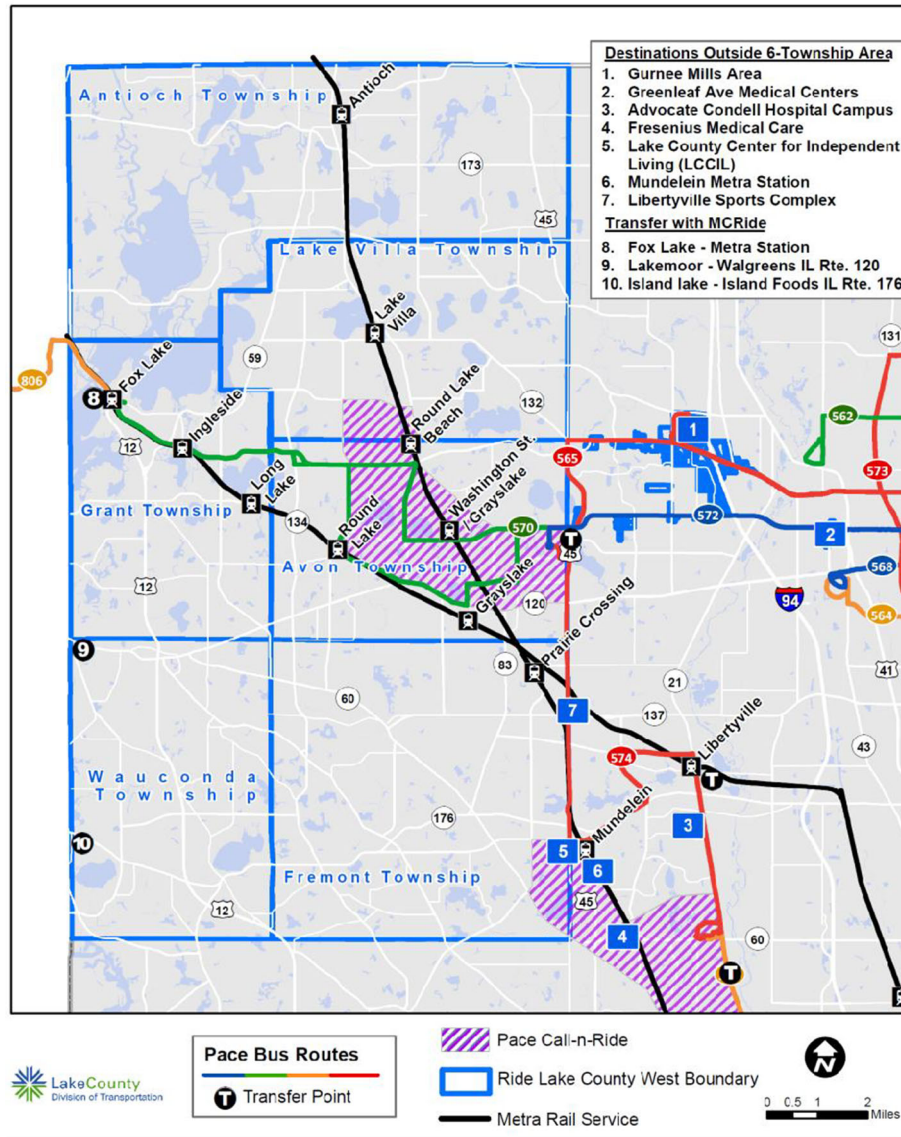 Destinations Outside 6-Township Area
1. Gurnee Mills Area
2. Greenleaf Ave Medical Centers
3. Advocate Condell Hospital Campus
4. Fresenius Medical Care
5. Lake County Center for Independent
Living (LCCIL)
6. Mundelein Metra Station
7. Libertyville Sports Complex
Transfer with MCRide
8. Fox Lake - Metra Station
9. Lakemoor - Walgreens IL Rte. 120
10. Island lake - Island Foods IL Rte. 176
Antioch Township
Antioch
173
45
Lake Villa Township
Lake
Villa
131
59
806
8
Fox Lake
Round Lake
Beach
132
562
1
12
Ingleside
565
573
Long
Lake
Washington St.
/ Grayslake
Grant Township
134
Round
Lake
570
572
2
T
45
Avon Township
568
12
Grayslake
120
94
564
9
83
Prairie Crossing
41
60
21
7
137
Libertyville
43
574
T
Wauconda
Township
176
3
10
Mundelein
5
6
Fremont Township
12
45
4
60
T
LakeCounty
Division of Transportation
Pace Bus Routes
T Transfer Point
Pace Call-n-Ride
Ride Lake County West Boundary
Metra Rail Service
N
0 0.5 1 2
Miles